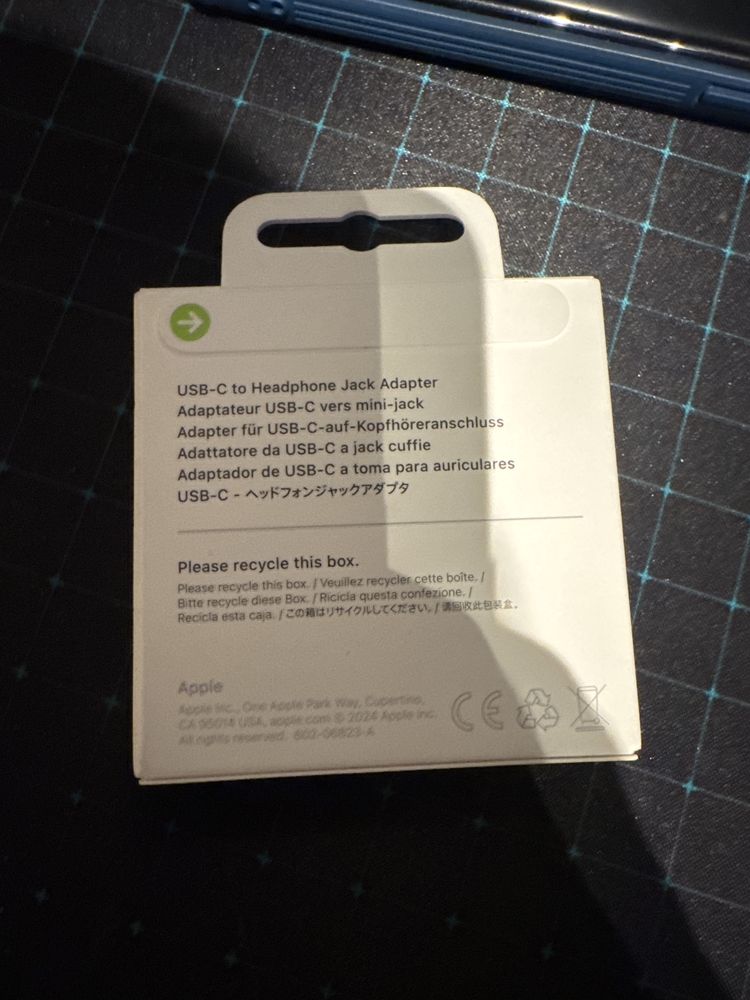 USB-C to Headphone Jack Adapter
Adaptateur USB-C vers mini-jack
Adapter für USB-C-auf-Kopfhöreranschluss
Adattatore da USB-C a jack cuffie
Adaptador de USB-C a toma para auriculares
USB-C - ヘッドフォンジャックアダプタ
Please recycle this box.
Please recycle this box. / Veuillez recycler cette boîte. /
Bitte recycle diese Box. / Ricicla questa confezione. /
Recicla esta caja. / この箱はリサイクルしてください。/ 请回收此包装盒。
Apple
Apple Inc., One Apple Park Way, Cupertino,
CA 95014 USA, apple.com © 2024 Apple Inc.
All rights reserved. 602-06823-A
CE